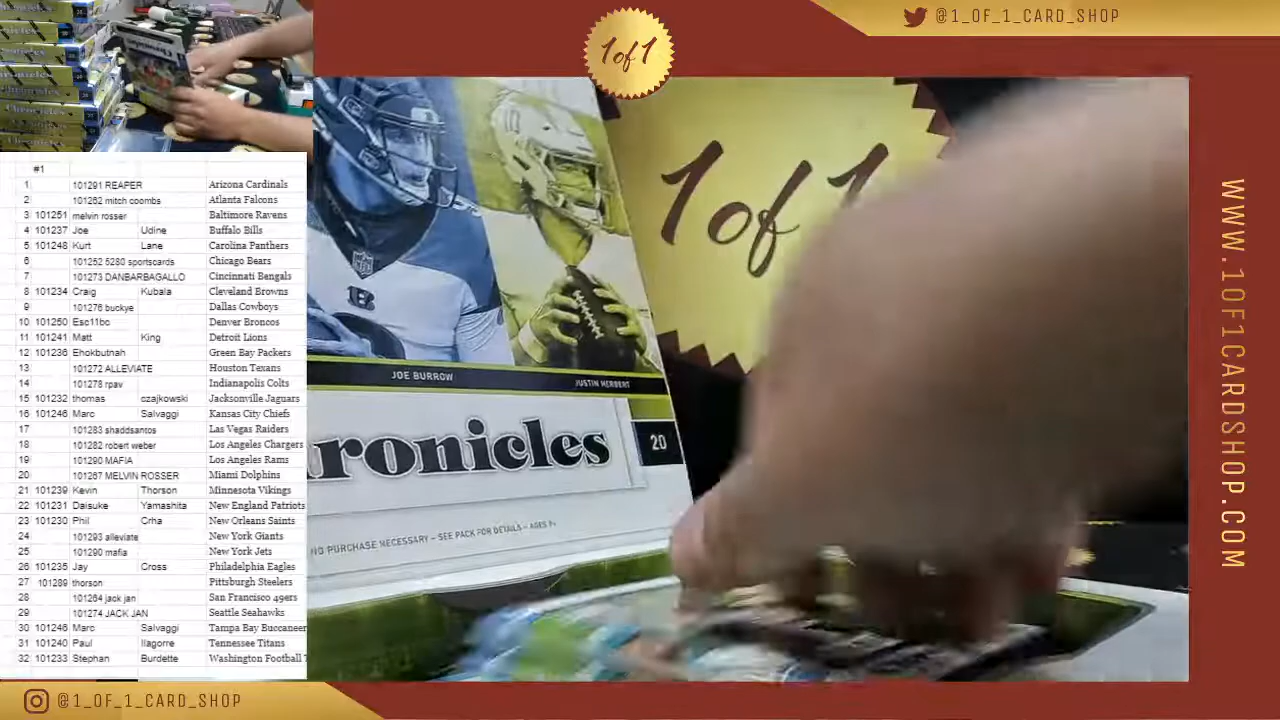 1of1
@1_OF_1_CARD_SHOP
#1
1 101291 REAPER Arizona Cardinals
2 101262 mitch coombs Atlanta Falcons
3 101251 melvin rosser Baltimore Ravens
4 101237 Joe Udine Buffalo Bills
5 101248 Kurt Lane Carolina Panthers
6 101252 5280 sportscards Chicago Bears
7 101273 DANBARBAGALLO Cincinnati Bengals
8 101234 Craig Kubala Cleveland Browns
9 101276 buckye Dallas Cowboys
10 101250 Esc11bc Denver Broncos
11 101241 Matt King Detroit Lions
12 101236 Ehokbutnah Green Bay Packers
13 101272 ALLEVIATE Houston Texans
14 101278 rpav Indianapolis Colts
15 101232 thomas czajkowski Jacksonville Jaguars
16 101246 Marc Salvaggi Kansas City Chiefs
17 101283 shaddsantos Las Vegas Raiders
18 101282 robert weber Los Angeles Chargers
19 101290 MAFIA Los Angeles Rams
20 101267 MELVIN ROSSER Miami Dolphins
21 101239 Kevin Thorson Minnesota Vikings
22 101231 Daisuke Yamashita New England Patriots
23 101230 Phil Crha New Orleans Saints
24 101293 alleviate New York Giants
25 101290 mafia New York Jets
26 101235 Jay Cross Philadelphia Eagles
27 101289 thorson Pittsburgh Steelers
28 101264 jack jan San Francisco 49ers
29 101274 JACK JAN Seattle Seahawks
30 101246 Marc Salvaggi Tampa Bay Buccaneer
31 101240 Paul Ilagorre Tennessee Titans
32 101233 Stephan Burdette Washington Football T
1of1
JOE BURROW
JUSTIN HERBERT
ronicles
20
NO PURCHASE NECESSARY – SEE PACK FOR DETAILS – AGES 9+
WWW.1OF1CARDSHOP.COM
@1_OF_1_CARD_SHOP